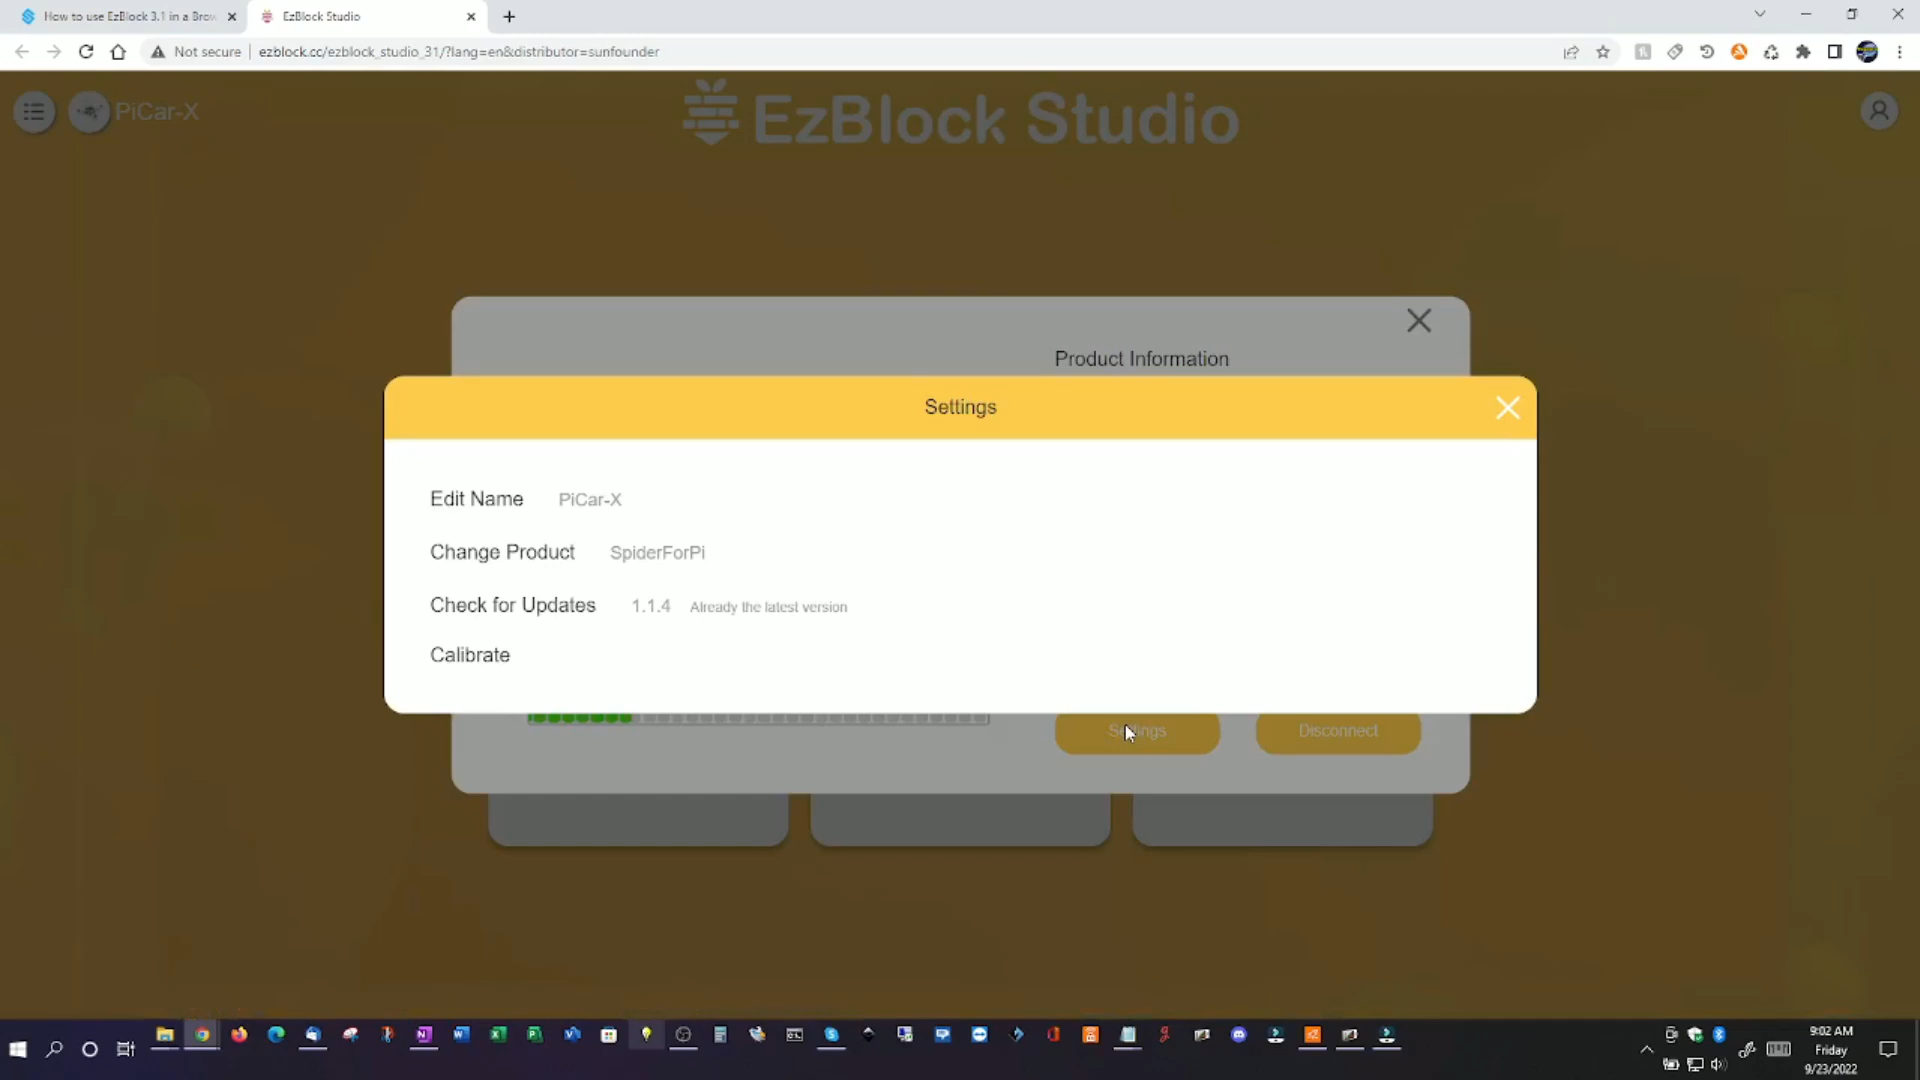 How to use EzBlock 3.1 in a Brow
EzBlock Studio
Not secure
ezblock.cc/ezblock_studio_31/?lang=en&distributor=sunfounder
PiCar-X
EzBlock Studio
Product Information
Settings
Edit Name PiCar-X
Change Product SpiderForPi
Check for Updates 1.1.4 Already the latest version
Calibrate
Settings
Disconnect
9:02 AM
Friday
9/23/2022